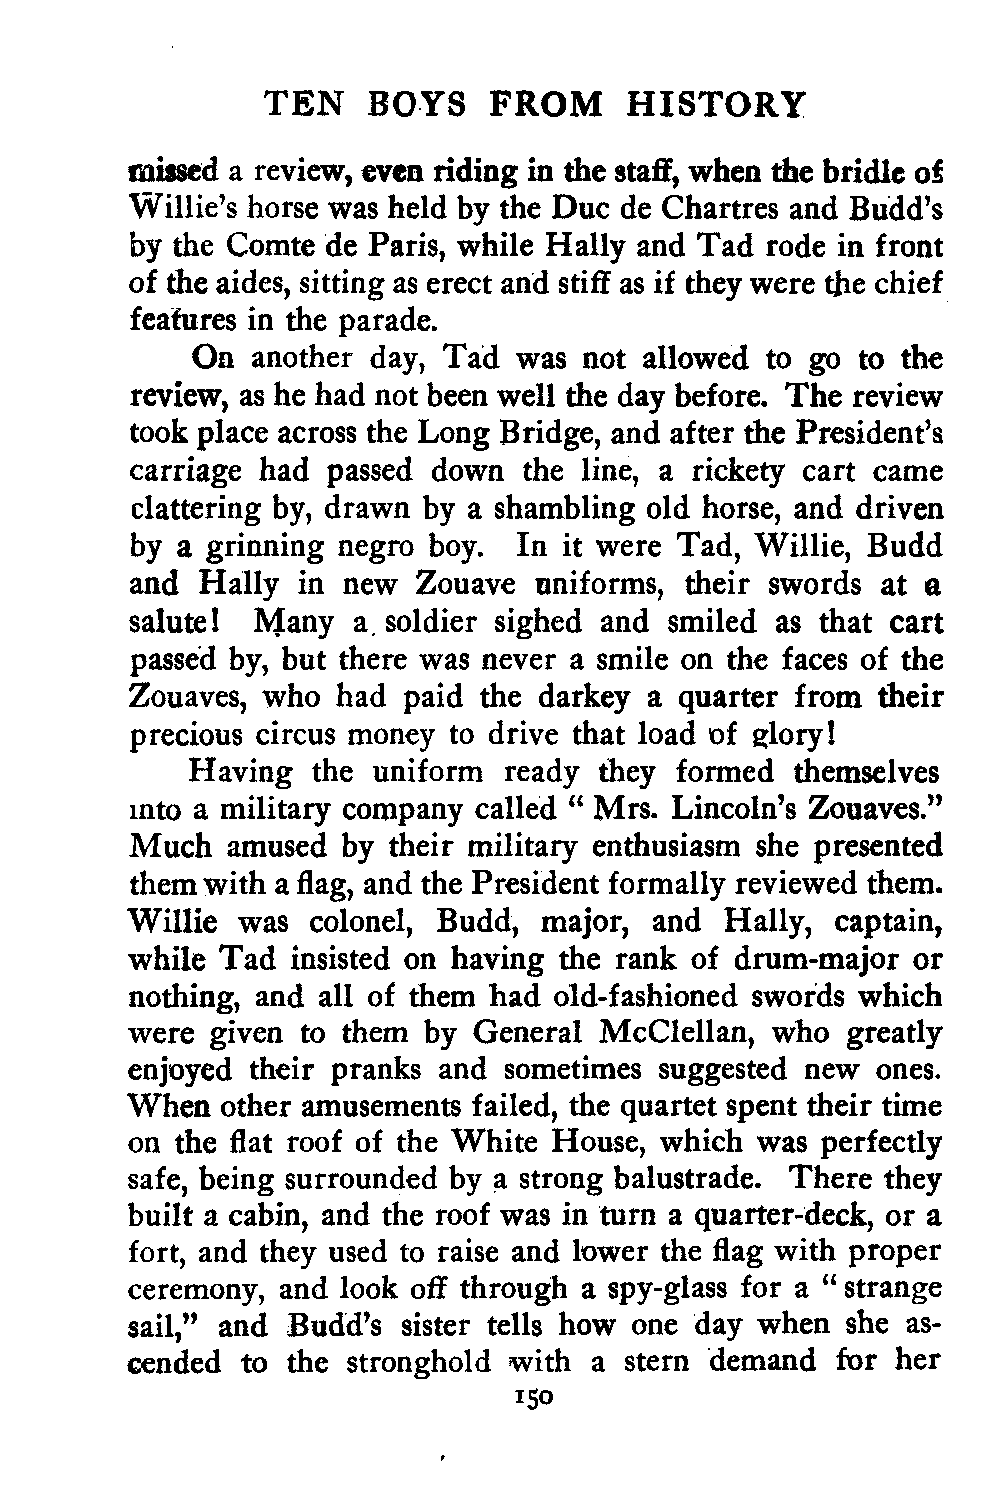 TEN BOYS FROM HISTORY
missed a review, even riding in the staff, when the bridle of
Willie's horse was held by the Duc de Chartres and Budd's
by the Comte de Paris, while Hally and Tad rode in front
of the aides, sitting as erect and stiff as if they were the chief
features in the parade.
On another day, Tad was not allowed to go to the
review, as he had not been well the day before. The review
took place across the Long Bridge, and after the President's
carriage had passed down the line, a rickety cart came
clattering by, drawn by a shambling old horse, and driven
by a grinning negro boy. In it were Tad, Willie, Budd
and Hally in new Zouave uniforms, their swords at a
salute! Many a soldier sighed and smiled as that cart
passed by, but there was never a smile on the faces of the
Zouaves, who had paid the darkey a quarter from their
precious circus money to drive that load of glory!
Having the uniform ready they formed themselves
into a military company called " Mrs. Lincoln's Zouaves."
Much amused by their military enthusiasm she presented
them with a flag, and the President formally reviewed them.
Willie was colonel, Budd, major, and Hally, captain,
while Tad insisted on having the rank of drum-major or
nothing, and all of them had old-fashioned swords which
were given to them by General McClellan, who greatly
enjoyed their pranks and sometimes suggested new ones.
When other amusements failed, the quartet spent their time
on the flat roof of the White House, which was perfectly
safe, being surrounded by a strong balustrade. There they
built a cabin, and the roof was in turn a quarter-deck, or a
fort, and they used to raise and lower the flag with proper
ceremony, and look off through a spy-glass for a " strange
sail," and Budd's sister tells how one day when she as-
cended to the stronghold with a stern demand for her
150